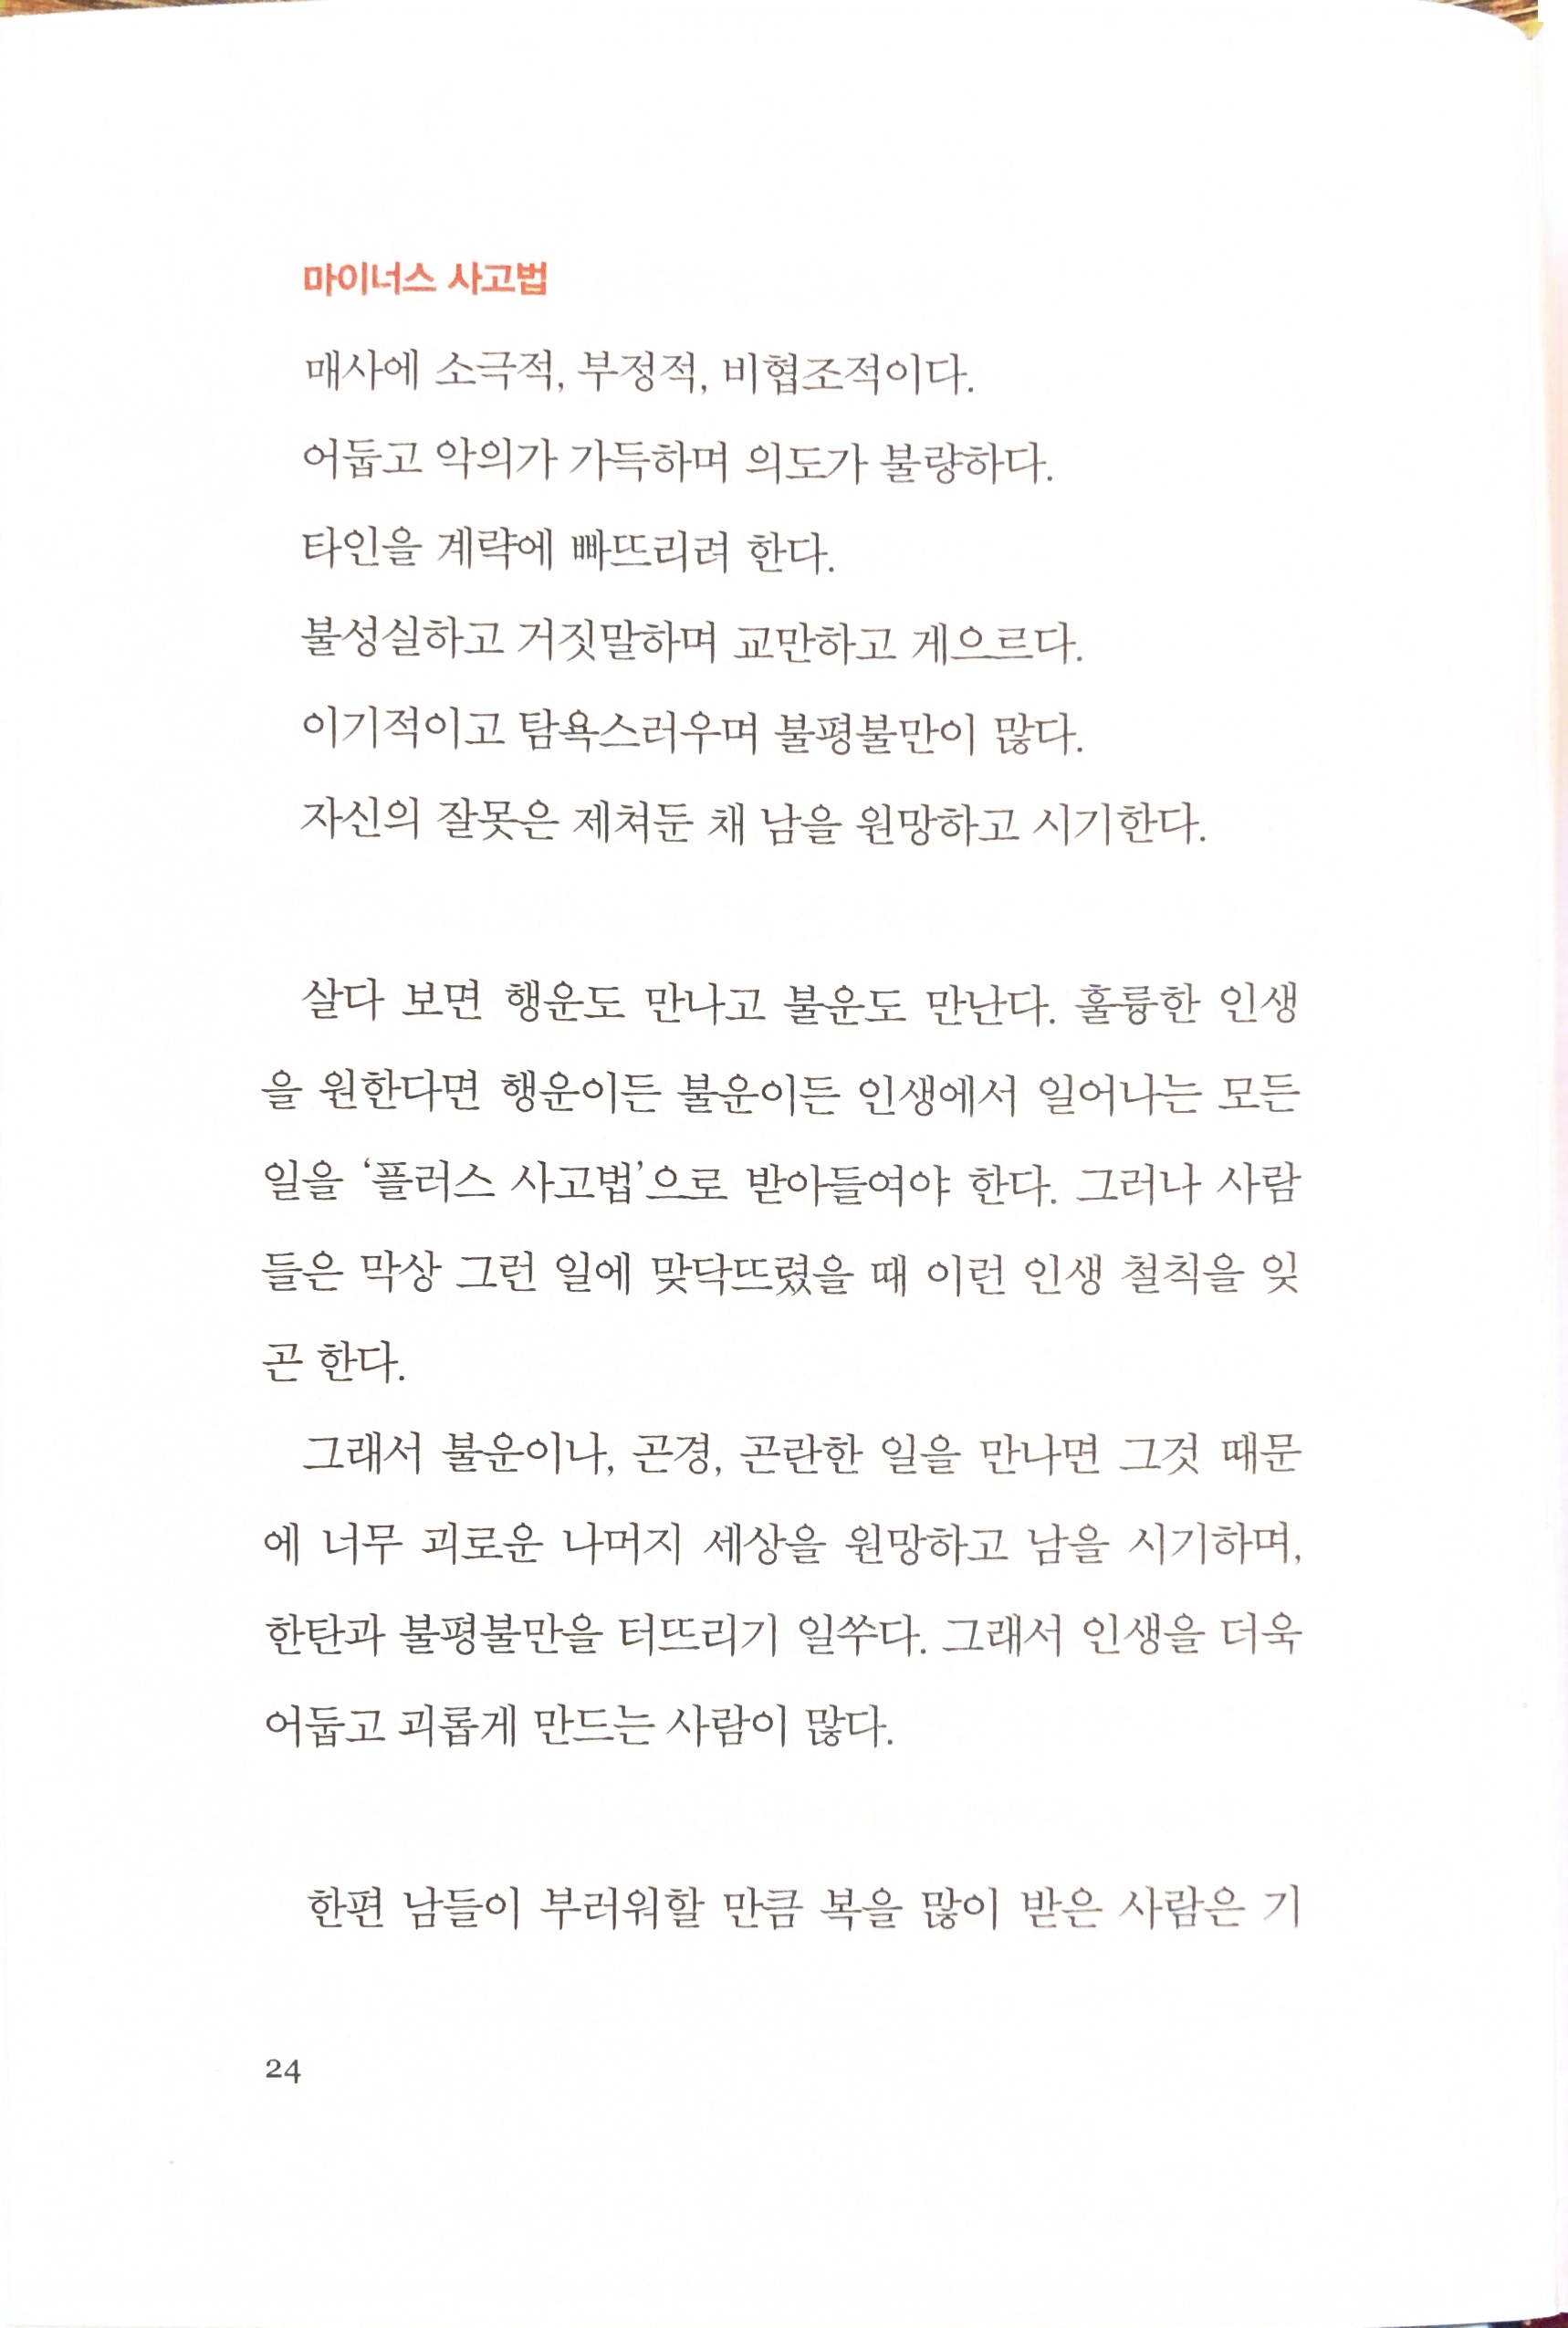 마이너스 사고법
매사에 소극적, 부정적, 비협조적이다.
어둡고 악의가 가득하며 의도가 불량하다.
타인을 계략에 빠뜨리려 한다.
불성실하고 거짓말하며 교만하고 게으르다.
이기적이고 탐욕스러우며 불평불만이 많다.
자신의 잘못은 제쳐둔 채 남을 원망하고 시기한다.
살다 보면 행운도 만나고 불운도 만난다. 훌륭한 인생
을 원한다면 행운이든 불운이든 인생에서 일어나는 모든
일을 ‘플러스 사고법’으로 받아들여야 한다. 그러나 사람
들은 막상 그런 일에 맞닥뜨렸을 때 이런 인생 철칙을 잊
곤 한다.
그래서 불운이나, 곤경, 곤란한 일을 만나면 그것 때문
에 너무 괴로운 나머지 세상을 원망하고 남을 시기하며,
한탄과 불평불만을 터뜨리기 일쑤다. 그래서 인생을 더욱
어둡고 괴롭게 만드는 사람이 많다.
한편 남들이 부러워할 만큼 복을 많이 받은 사람은 기
24